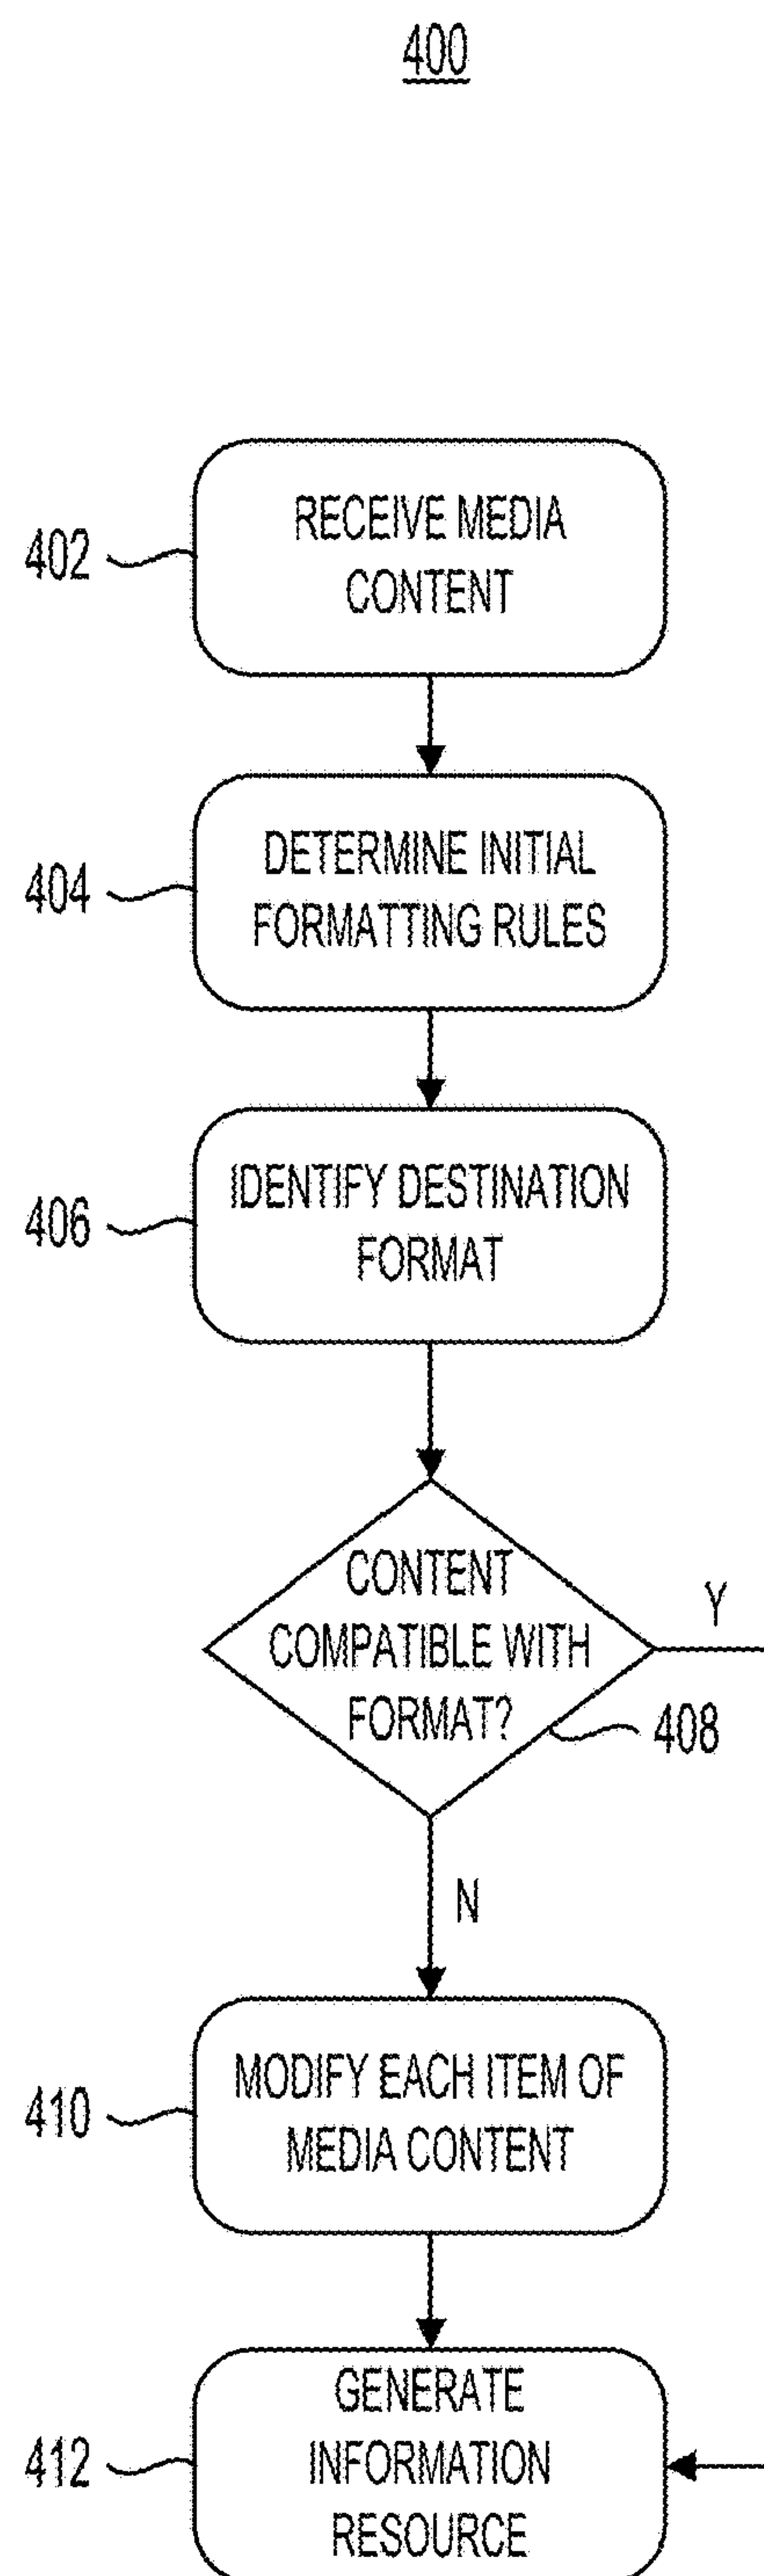 400
402
RECEIVE MEDIA
CONTENT
404
DETERMINE INITIAL
FORMATTING RULES
406
IDENTIFY DESTINATION
FORMAT
CONTENT
COMPATIBLE WITH
FORMAT?
Y
408
N
410
MODIFY EACH ITEM OF
MEDIA CONTENT
412
GENERATE
INFORMATION
RESOURCE